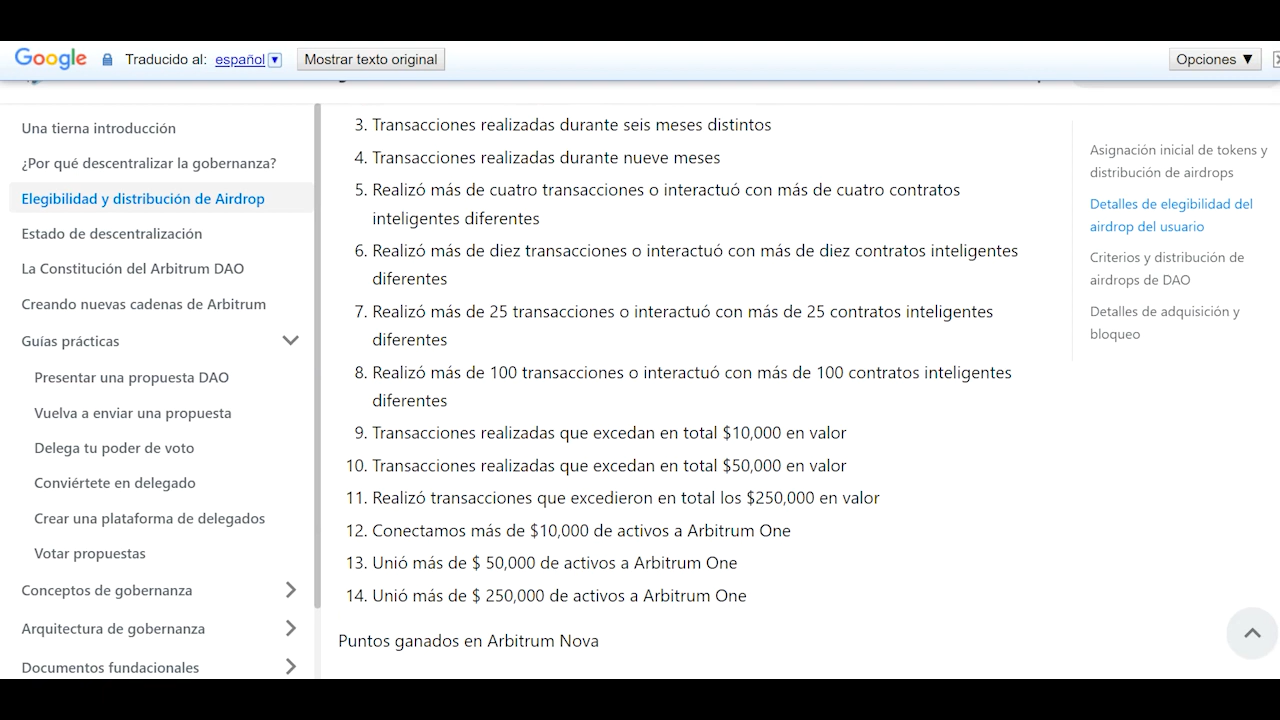 Google Traducido al: español Mostrar texto original Opciones ▼
Una tierna introducción
¿Por qué descentralizar la gobernanza?
Elegibilidad y distribución de Airdrop
Estado de descentralización
La Constitución del Arbitrum DAO
Creando nuevas cadenas de Arbitrum
Guías prácticas
Presentar una propuesta DAO
Vuelva a enviar una propuesta
Delega tu poder de voto
Conviértete en delegado
Crear una plataforma de delegados
Votar propuestas
Conceptos de gobernanza
Arquitectura de gobernanza
Documentos fundacionales
3. Transacciones realizadas durante seis meses distintos
4. Transacciones realizadas durante nueve meses
5. Realizó más de cuatro transacciones o interactuó con más de cuatro contratos
inteligentes diferentes
6. Realizó más de diez transacciones o interactuó con más de diez contratos inteligentes
diferentes
7. Realizó más de 25 transacciones o interactuó con más de 25 contratos inteligentes
diferentes
8. Realizó más de 100 transacciones o interactuó con más de 100 contratos inteligentes
diferentes
9. Transacciones realizadas que excedan en total $10,000 en valor
10. Transacciones realizadas que excedan en total $50,000 en valor
11. Realizó transacciones que excedieron en total los $250,000 en valor
12. Conectamos más de $10,000 de activos a Arbitrum One
13. Unió más de $ 50,000 de activos a Arbitrum One
14. Unió más de $ 250,000 de activos a Arbitrum One
Puntos ganados en Arbitrum Nova
Asignación inicial de tokens y
distribución de airdrops
Detalles de elegibilidad del
airdrop del usuario
Criterios y distribución de
airdrops de DAO
Detalles de adquisición y
bloqueo